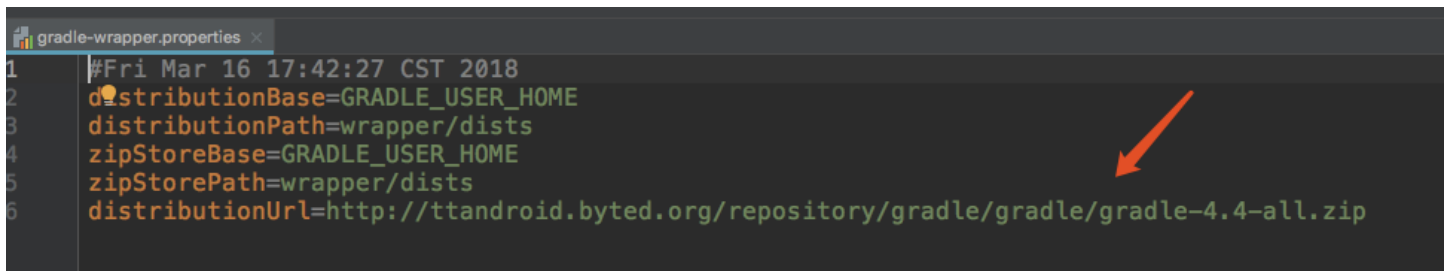 gradle-wrapper.properties
1 #Fri Mar 16 17:42:27 CST 2018
2 distributionBase=GRADLE_USER_HOME
3 distributionPath=wrapper/dists
4 zipStoreBase=GRADLE_USER_HOME
5 zipStorePath=wrapper/dists
6 distributionUrl=http://ttandroid.byted.org/repository/gradle/gradle/gradle-4.4-all.zip